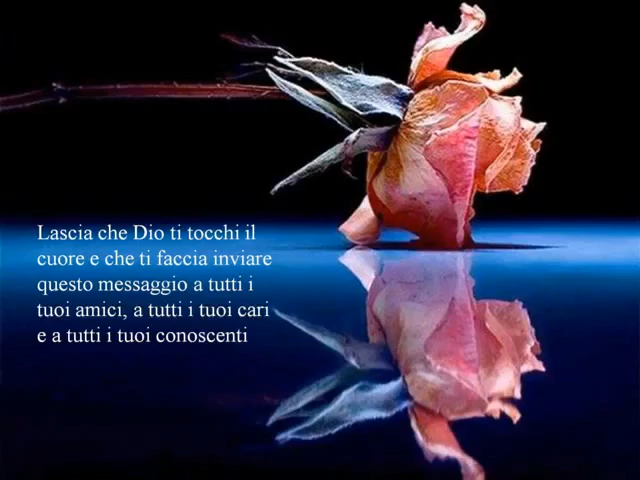 Lascia che Dio ti tocchi il
cuore e che ti faccia inviare
questo messaggio a tutti i
tuoi amici, a tutti i tuoi cari
e a tutti i tuoi conoscenti